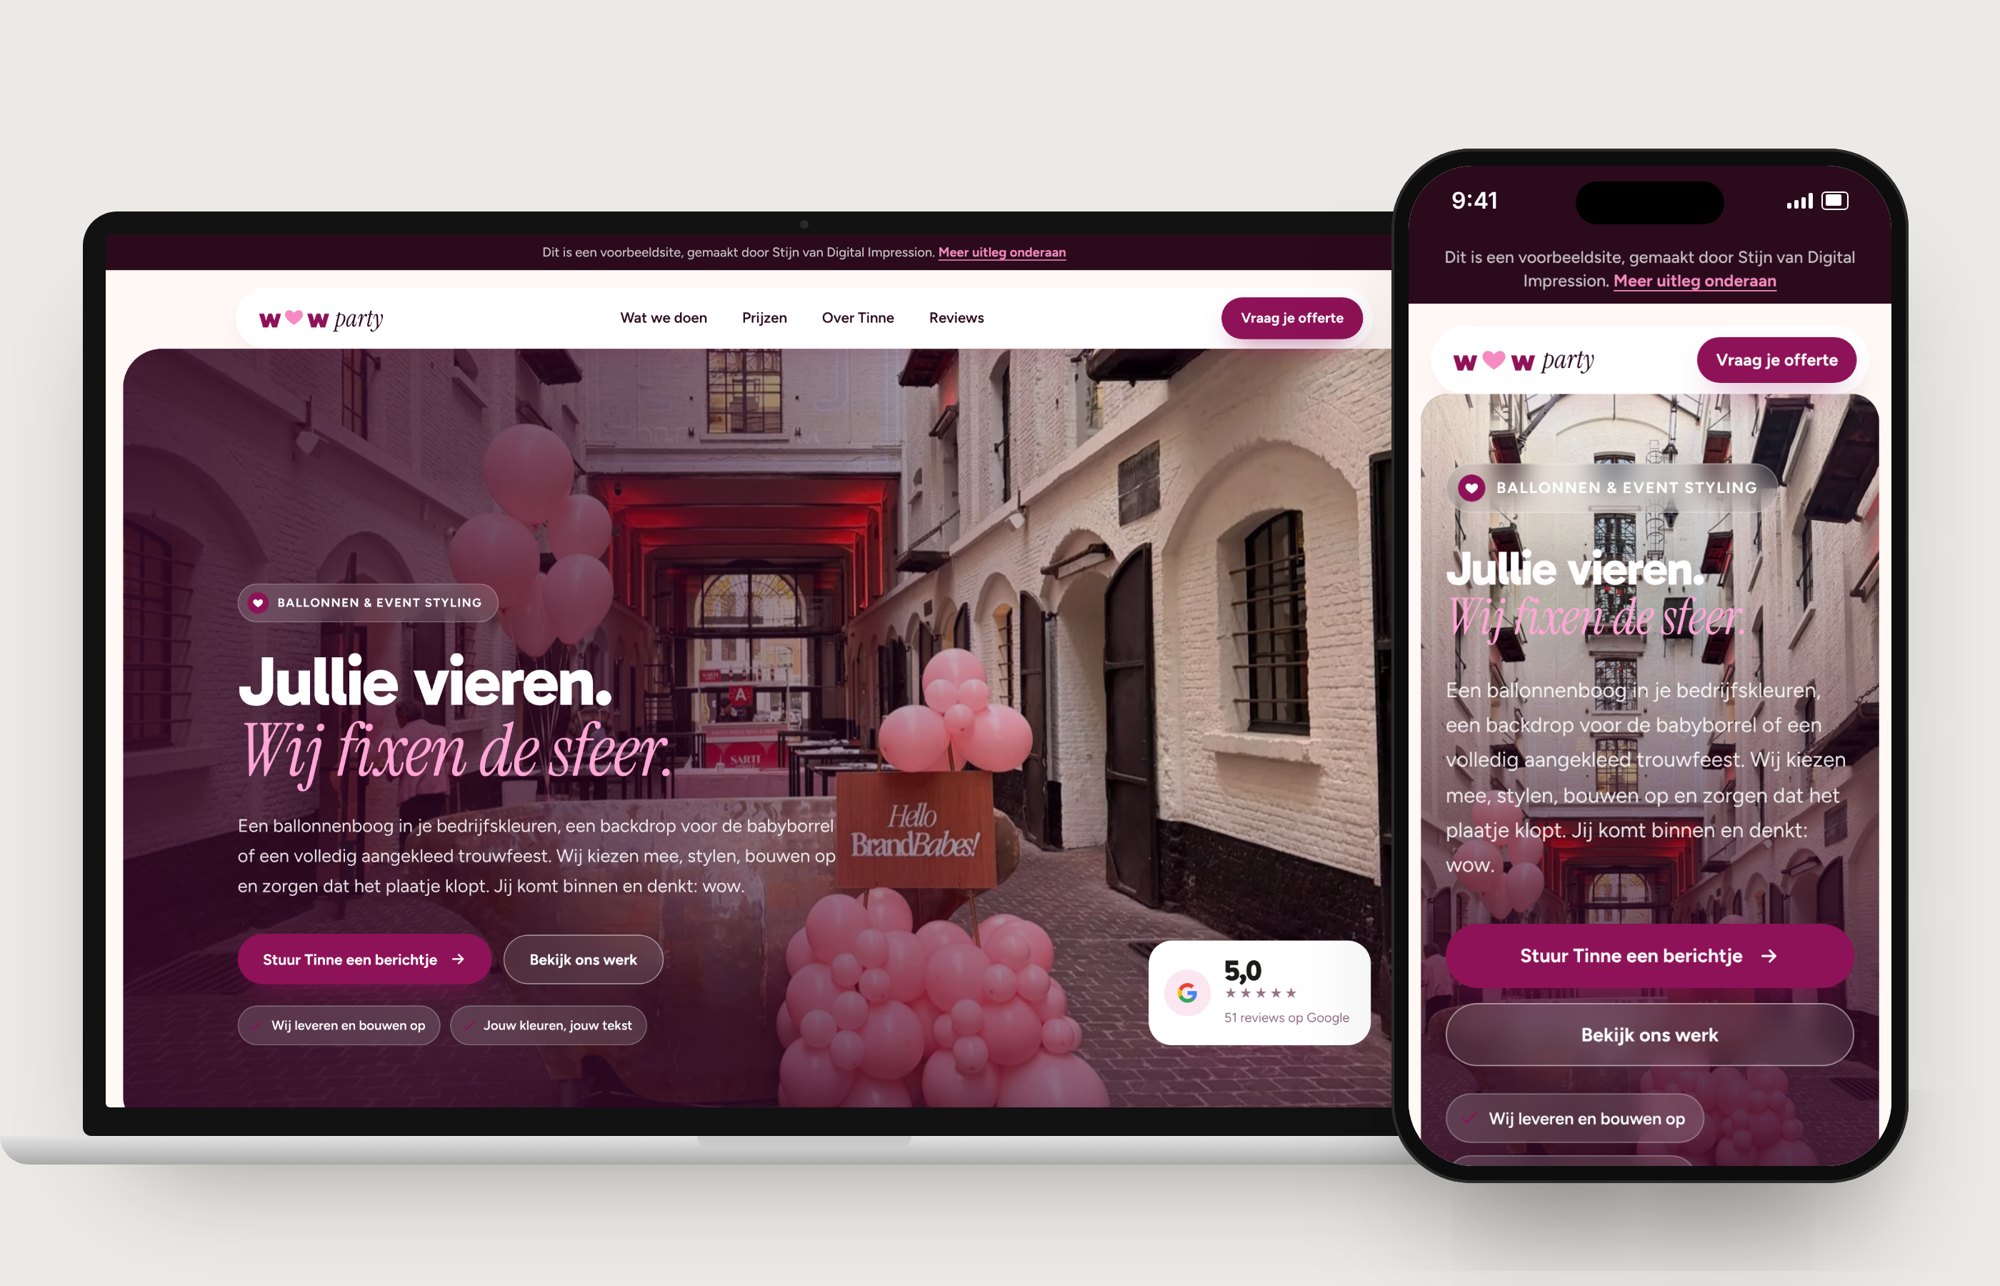 Dit is een voorbeeldsite, gemaakt door Stijn van Digital Impression. Meer uitleg onderaan
w w party
Wat we doen
Prijzen
Over Tinne
Reviews
Vraag je offerte
BALLONNEN & EVENT STYLING
Jullie vieren.
Wij fixen de sfeer.
Een ballonnenboog in je bedrijfskleuren, een backdrop voor de babyborrel
of een volledig aangekleed trouwfeest. Wij kiezen mee, stylen, bouwen op
en zorgen dat het plaatje klopt. Jij komt binnen en denkt: wow.
Stuur Tinne een berichtje →
Bekijk ons werk
Wij leveren en bouwen op
Jouw kleuren, jouw tekst
SARTI
A
Hello
BrandBabes!
G
5,0
★★★★★
51 reviews op Google
9:41
Dit is een voorbeeldsite, gemaakt door Stijn van Digital
Impression. Meer uitleg onderaan
w w party
Vraag je offerte
BALLONNEN & EVENT STYLING
Jullie vieren.
Wij fixen de sfeer.
Een ballonnenboog in je bedrijfskleuren,
een backdrop voor de babyborrel of een
volledig aangekleed trouwfeest. Wij kiezen
mee, stylen, bouwen op en zorgen dat het
plaatje klopt. Jij komt binnen en denkt:
wow.
Stuur Tinne een berichtje →
Bekijk ons werk
Wij leveren en bouwen op